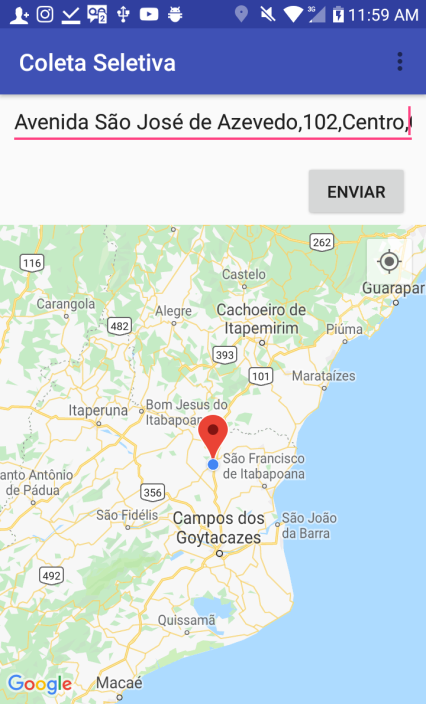 3G 11:59 AM
Coleta Seletiva
Avenida São José de Azevedo,102,Centro,
ENVIAR
262
116
Castelo
Guarapar
Carangola
Alegre
Cachoeiro de
Itapemirim
482
Piúma
393
101
Marataízes
Itaperuna
Bom Jesus do
Itabapoana
São Francisco
de Itabapoana
anto Antônio
de Pádua
356
São Fidélis
Campos dos
Goytacazes
São João
da Barra
492
Quissamã
Google
Macaé